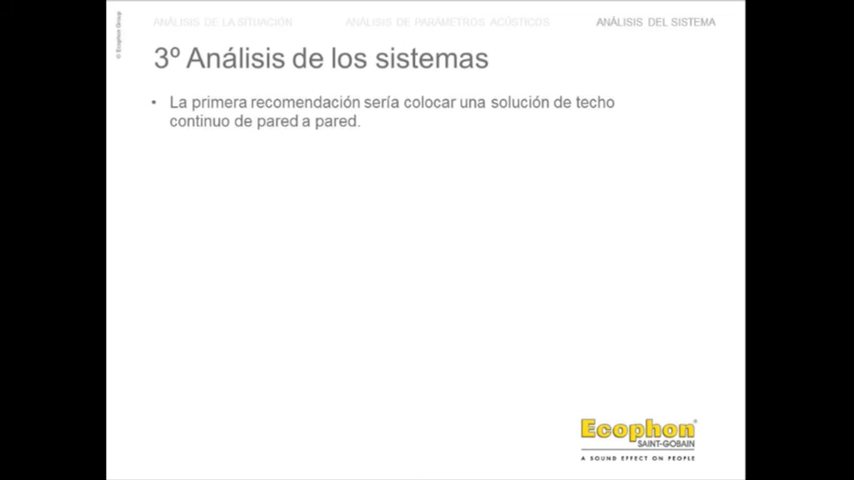 © Ecophon Group
ANÁLISIS DE LA SITUACIÓN
ANÁLISIS DE PARÁMETROS ACÚSTICOS
ANÁLISIS DEL SISTEMA
3º Análisis de los sistemas
• La primera recomendación sería colocar una solución de techo
continuo de pared a pared.
Ecophon®
SAINT-GOBAIN
A SOUND EFFECT ON PEOPLE